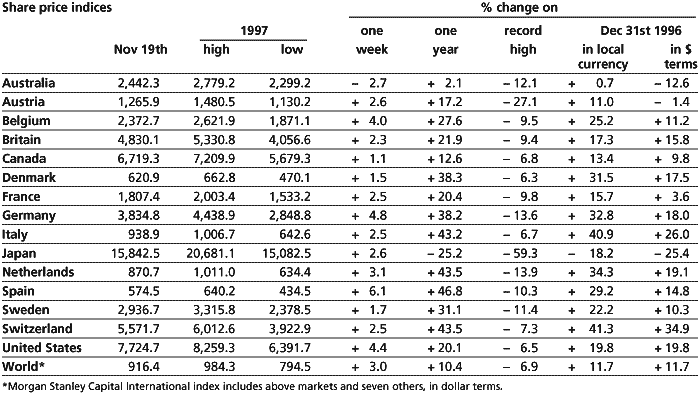 Share price indices % change on
1997 one one record Dec 31st 1996
Nov 19th high low week year high in local in $
currency terms
Australia 2,442.3 2,779.2 2,299.2 − 2.7 + 2.1 − 12.1 + 0.7 − 12.6
Austria 1,265.9 1,480.5 1,130.2 + 2.6 + 17.2 − 27.1 + 11.0 − 1.4
Belgium 2,372.7 2,621.9 1,871.1 + 4.0 + 27.6 − 9.5 + 25.2 + 11.2
Britain 4,830.1 5,330.8 4,056.6 + 2.3 + 21.9 − 9.4 + 17.3 + 15.8
Canada 6,719.3 7,209.9 5,679.3 + 1.1 + 12.6 − 6.8 + 13.4 + 9.8
Denmark 620.9 662.8 470.1 + 1.5 + 38.3 − 6.3 + 31.5 + 17.5
France 1,807.4 2,003.4 1,533.2 + 2.5 + 20.4 − 9.8 + 15.7 + 3.6
Germany 3,834.8 4,438.9 2,848.8 + 4.8 + 38.2 − 13.6 + 32.8 + 18.0
Italy 938.9 1,006.7 642.6 + 2.5 + 43.2 − 6.7 + 40.9 + 26.0
Japan 15,842.5 20,681.1 15,082.5 + 2.6 − 25.2 − 59.3 − 18.2 − 25.4
Netherlands 870.7 1,011.0 634.4 + 3.1 + 43.5 − 13.9 + 34.3 + 19.1
Spain 574.5 640.2 434.5 + 6.1 + 46.8 − 10.3 + 29.2 + 14.8
Sweden 2,936.7 3,315.8 2,378.5 + 1.7 + 31.1 − 11.4 + 22.2 + 10.3
Switzerland 5,571.7 6,012.6 3,922.9 + 2.5 + 43.5 − 7.3 + 41.3 + 34.9
United States 7,724.7 8,259.3 6,391.7 + 4.4 + 20.1 − 6.5 + 19.8 + 19.8
World* 916.4 984.3 794.5 + 3.0 + 10.4 − 6.9 + 11.7 + 11.7
*Morgan Stanley Capital International index includes above markets and seven others, in dollar terms.